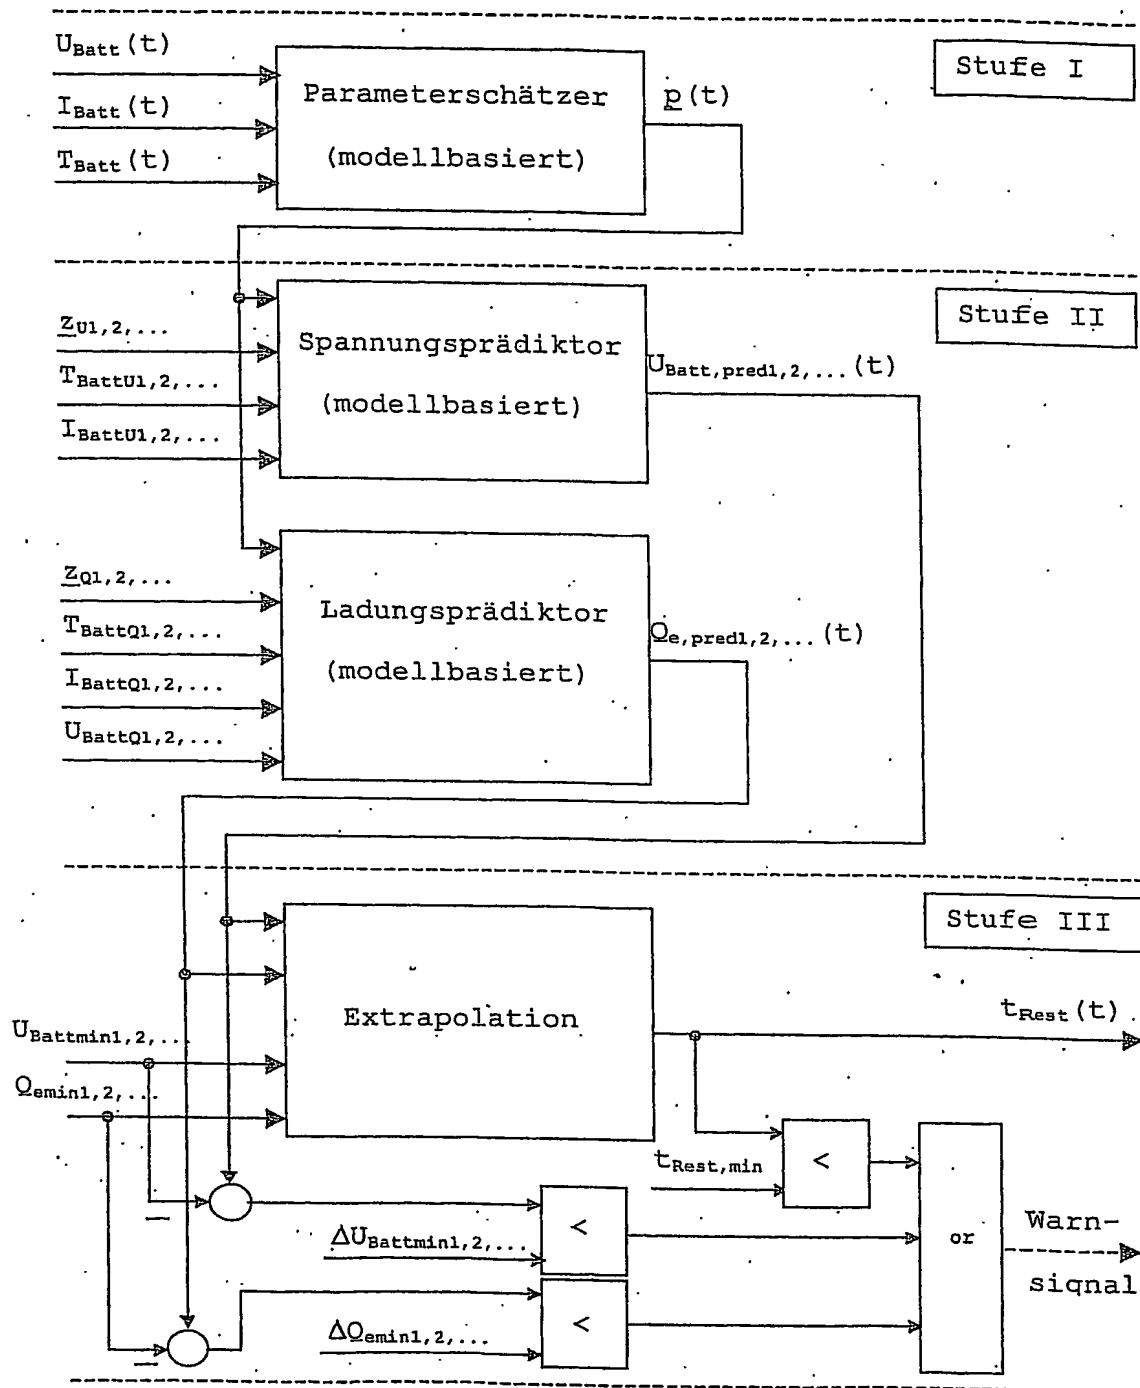 U_Batt(t)
Stufe I
Parameterschätzer
p(t)
I_Batt(t)
(modellbasiert)
T_Batt(t)
Stufe II
z_U1,2,...
Spannungsprädiktor
U_Batt,pred1,2,...(t)
T_BattU1,2,...
(modellbasiert)
I_BattU1,2,...
z_Q1,2,...
Ladungsprädiktor
T_BattQ1,2,...
Q_e,pred1,2,...(t)
(modellbasiert)
I_BattQ1,2,...
U_BattQ1,2,...
Stufe III
Extrapolation
t_Rest(t)
U_Battmin1,2,...
Q_emin1,2,...
t_Rest,min
<
−
ΔU_Battmin1,2,...
<
or
Warn-
signal
−
ΔQ_emin1,2,...
<